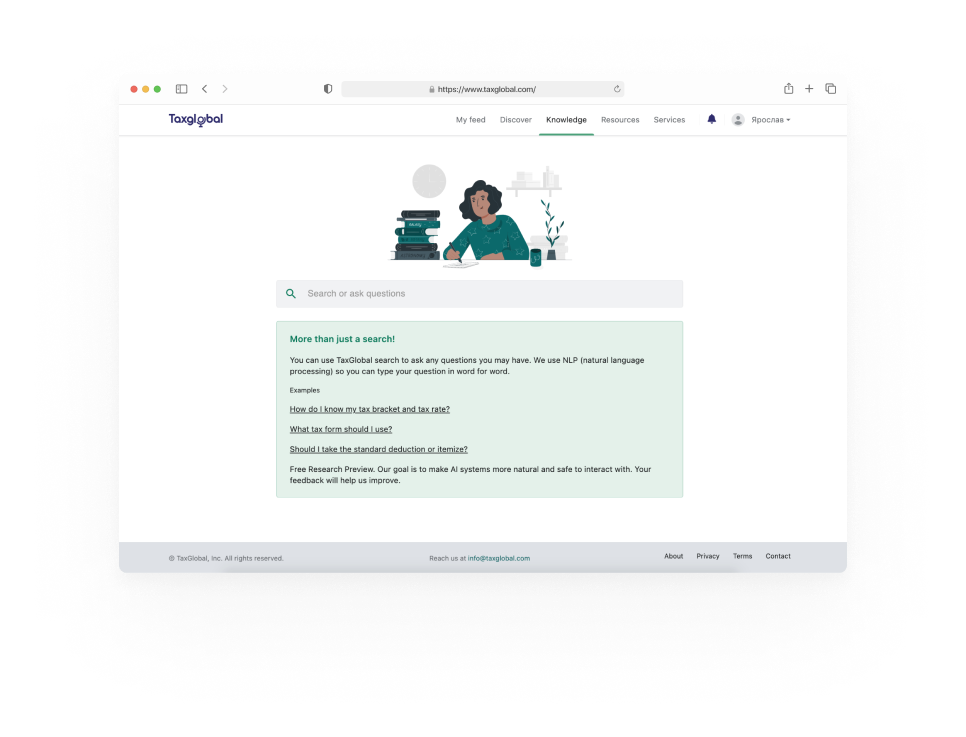 https://www.taxglobal.com/
Taxglobal
My feed
Discover
Knowledge
Resources
Services
Ярослав
Search or ask questions
More than just a search!
You can use TaxGlobal search to ask any questions you may have. We use NLP (natural language
processing) so you can type your question in word for word.
Examples
How do I know my tax bracket and tax rate?
What tax form should I use?
Should I take the standard deduction or itemize?
Free Research Preview. Our goal is to make AI systems more natural and safe to interact with. Your
feedback will help us improve.
© TaxGlobal, Inc. All rights reserved.
Reach us at info@taxglobal.com
About
Privacy
Terms
Contact